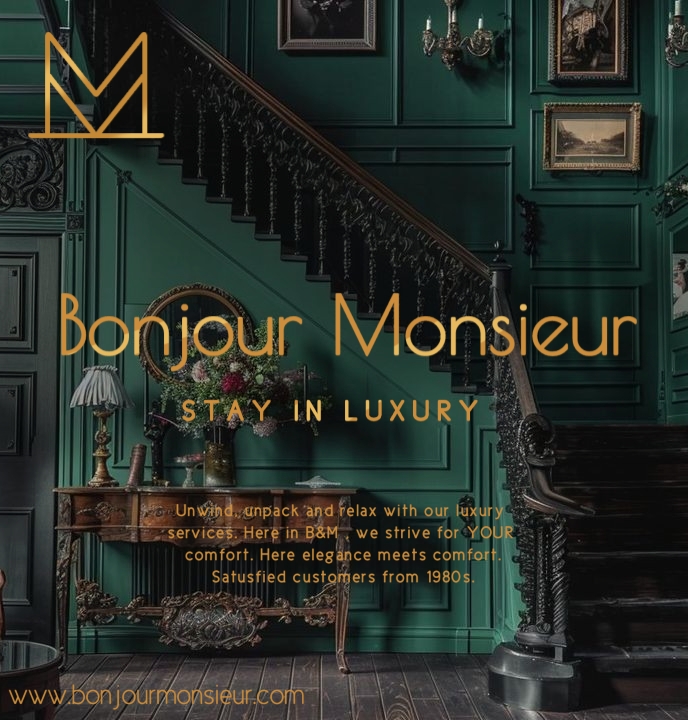 M
Bonjour Monsieur
STAY IN LUXURY
Unwind, unpack and relax with our luxury
services. Here in B&M , we strive for YOUR
comfort. Here elegance meets comfort.
Satusfied customers from 1980s.
www.bonjourmonsieur.com